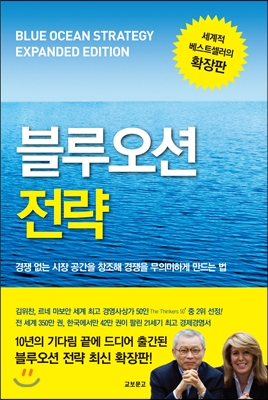 BLUE OCEAN STRATEGY
EXPANDED EDITION
세계적
베스트셀러의
확장판
블루오션
전략
경쟁 없는 시장 공간을 창조해 경쟁을 무의미하게 만드는 법
김위찬, 르네 마보안 세계 최고 경영사상가 50인 The Thinkers 50 중 2위 선정!
전 세계 350만 권, 한국에서만 42만 권이 팔린 21세기 최고 경제경영서
10년의 기다림 끝에 드디어 출간된
블루오션 전략 최신 확장판!
교보문고